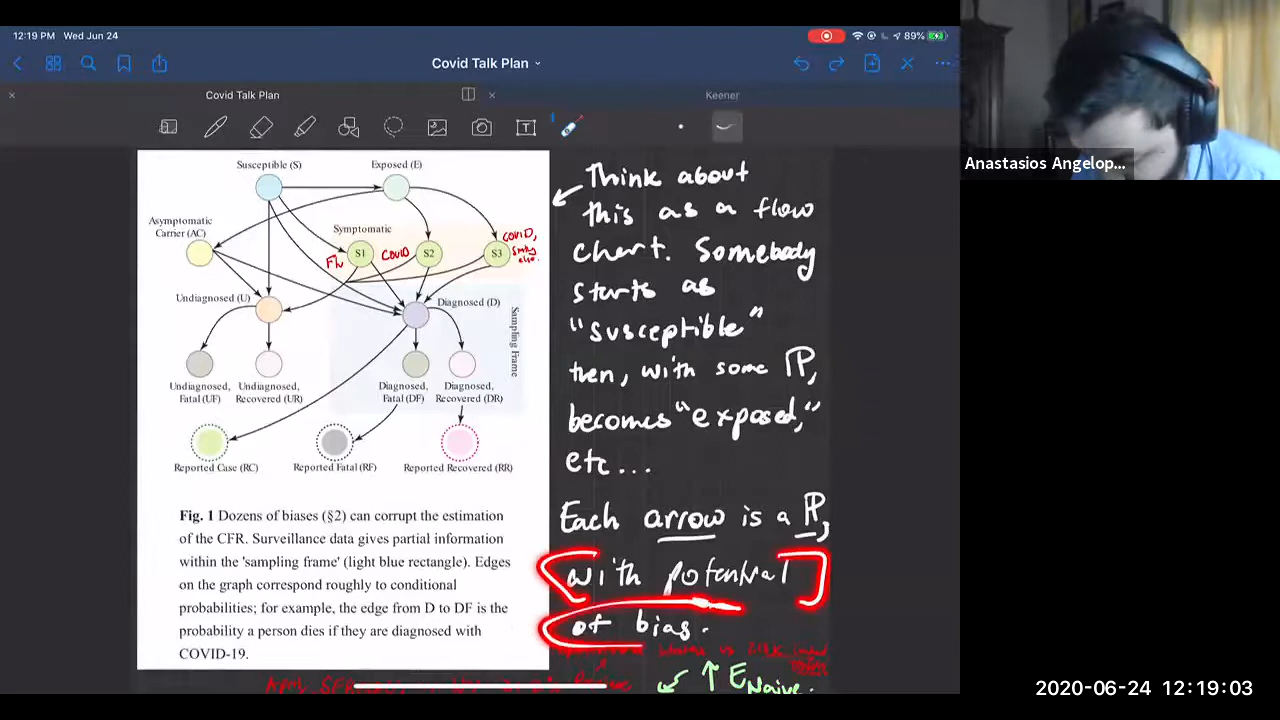 12:19 PM Wed Jun 24
89%
Covid Talk Plan
Covid Talk Plan
Keener
Anastasios Angelop...
Susceptible (S)
Exposed (E)
Asymptomatic
Carrier (AC)
Symptomatic
S1
S2
S3
Flu
COVID
COVID,
Undiagnosed (U)
Diagnosed (D)
Sampling Frame
Undiagnosed,
Fatal (UF)
Undiagnosed,
Recovered (UR)
Diagnosed,
Fatal (DF)
Diagnosed,
Recovered (DR)
Reported Case (RC)
Reported Fatal (RF)
Reported Recovered (RR)
Fig. 1 Dozens of biases (§2) can corrupt the estimation
of the CFR. Surveillance data gives partial information
within the 'sampling frame' (light blue rectangle). Edges
on the graph correspond roughly to conditional
probabilities; for example, the edge from D to DF is the
probability a person dies if they are diagnosed with
COVID-19.
Think about
this as a flow
chart. Somebody
starts as
"susceptible"
then, with some ℙ,
becomes "exposed,"
etc...
Each arrow is a ℙ,
with potential
of bias.
↑ E Naive.
2020-06-24 12:19:03